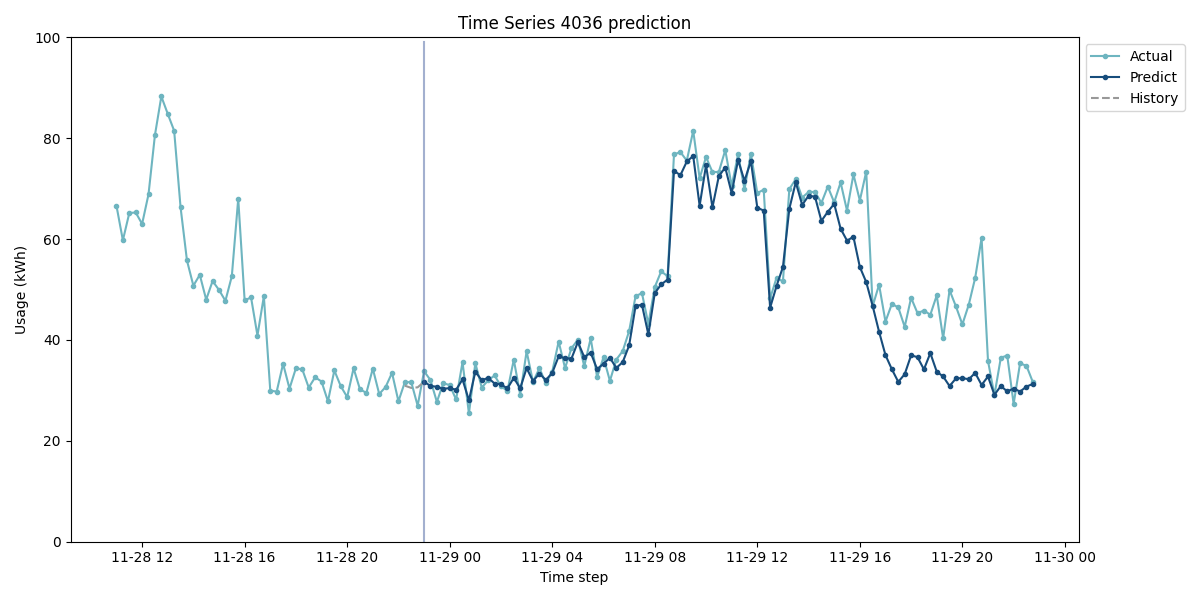 Time Series 4036 prediction
Usage (kWh)
100
80
60
40
20
0
11-28 12
11-28 16
11-28 20
11-29 00
11-29 04
11-29 08
11-29 12
11-29 16
11-29 20
11-30 00
Time step
Actual
Predict
History